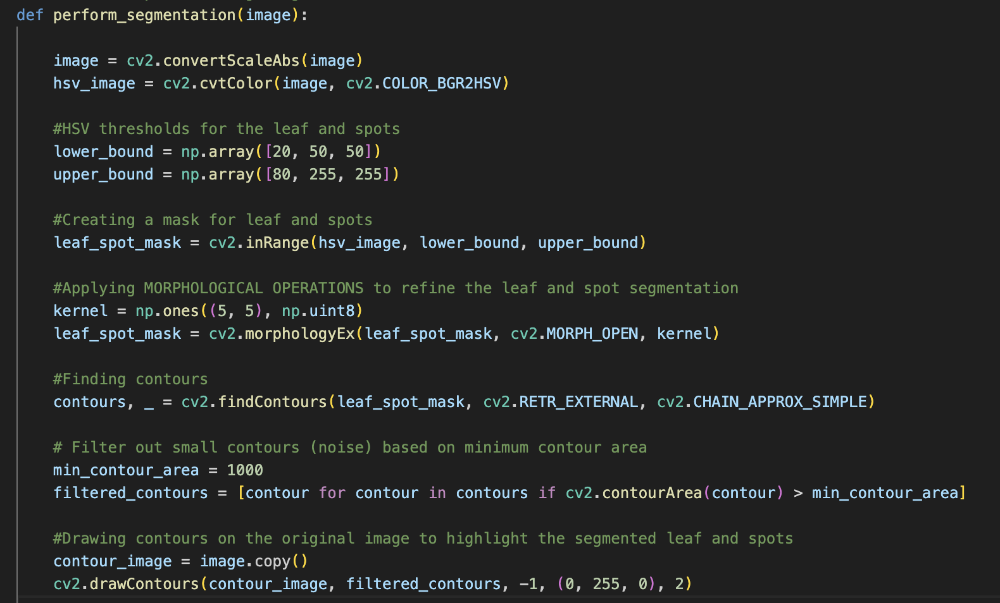 def perform_segmentation(image):
image = cv2.convertScaleAbs(image)
hsv_image = cv2.cvtColor(image, cv2.COLOR_BGR2HSV)
#HSV thresholds for the leaf and spots
lower_bound = np.array([20, 50, 50])
upper_bound = np.array([80, 255, 255])
#Creating a mask for leaf and spots
leaf_spot_mask = cv2.inRange(hsv_image, lower_bound, upper_bound)
#Applying MORPHOLOGICAL OPERATIONS to refine the leaf and spot segmentation
kernel = np.ones((5, 5), np.uint8)
leaf_spot_mask = cv2.morphologyEx(leaf_spot_mask, cv2.MORPH_OPEN, kernel)
#Finding contours
contours, _ = cv2.findContours(leaf_spot_mask, cv2.RETR_EXTERNAL, cv2.CHAIN_APPROX_SIMPLE)
# Filter out small contours (noise) based on minimum contour area
min_contour_area = 1000
filtered_contours = [contour for contour in contours if cv2.contourArea(contour) > min_contour_area]
#Drawing contours on the original image to highlight the segmented leaf and spots
contour_image = image.copy()
cv2.drawContours(contour_image, filtered_contours, -1, (0, 255, 0), 2)